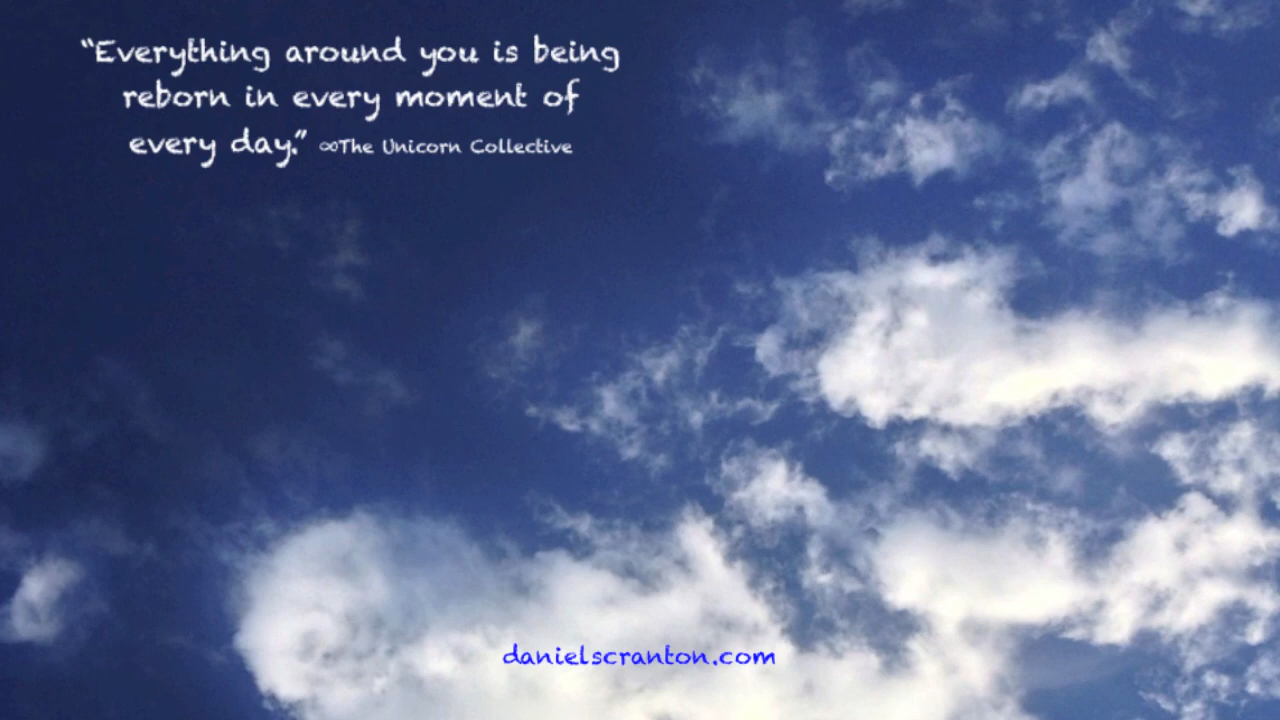 “Everything around you is being
reborn in every moment of
every day.” ∞The Unicorn Collective
danielscranton.com